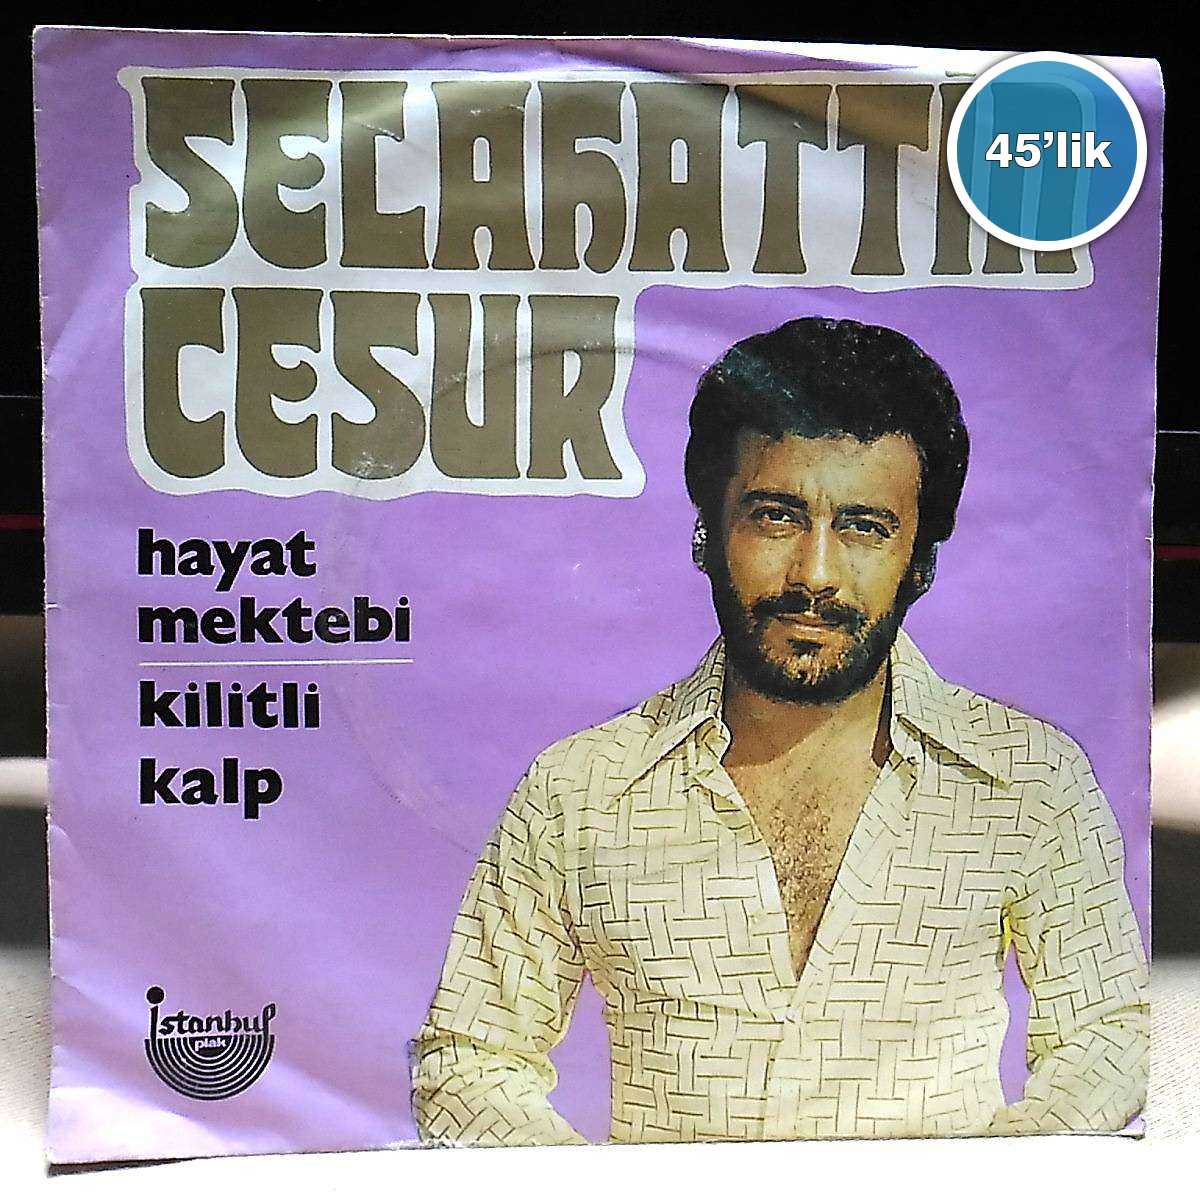 SELAhATTİN
45’lik
CESUR
hayat
mektebi
kilitli
kalp
istanbul
plak